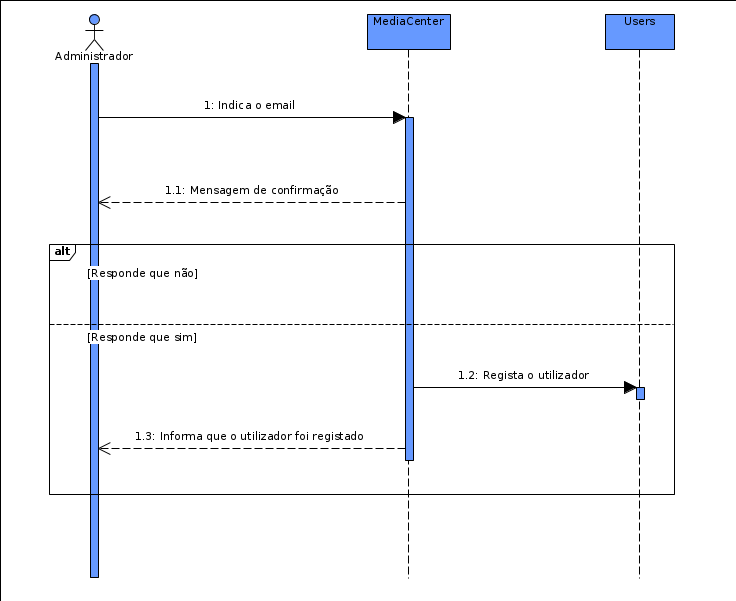 MediaCenter
Users
Administrador
1: Indica o email
1.1: Mensagem de confirmação
alt
[Responde que não]
[Responde que sim]
1.2: Regista o utilizador
1.3: Informa que o utilizador foi registado